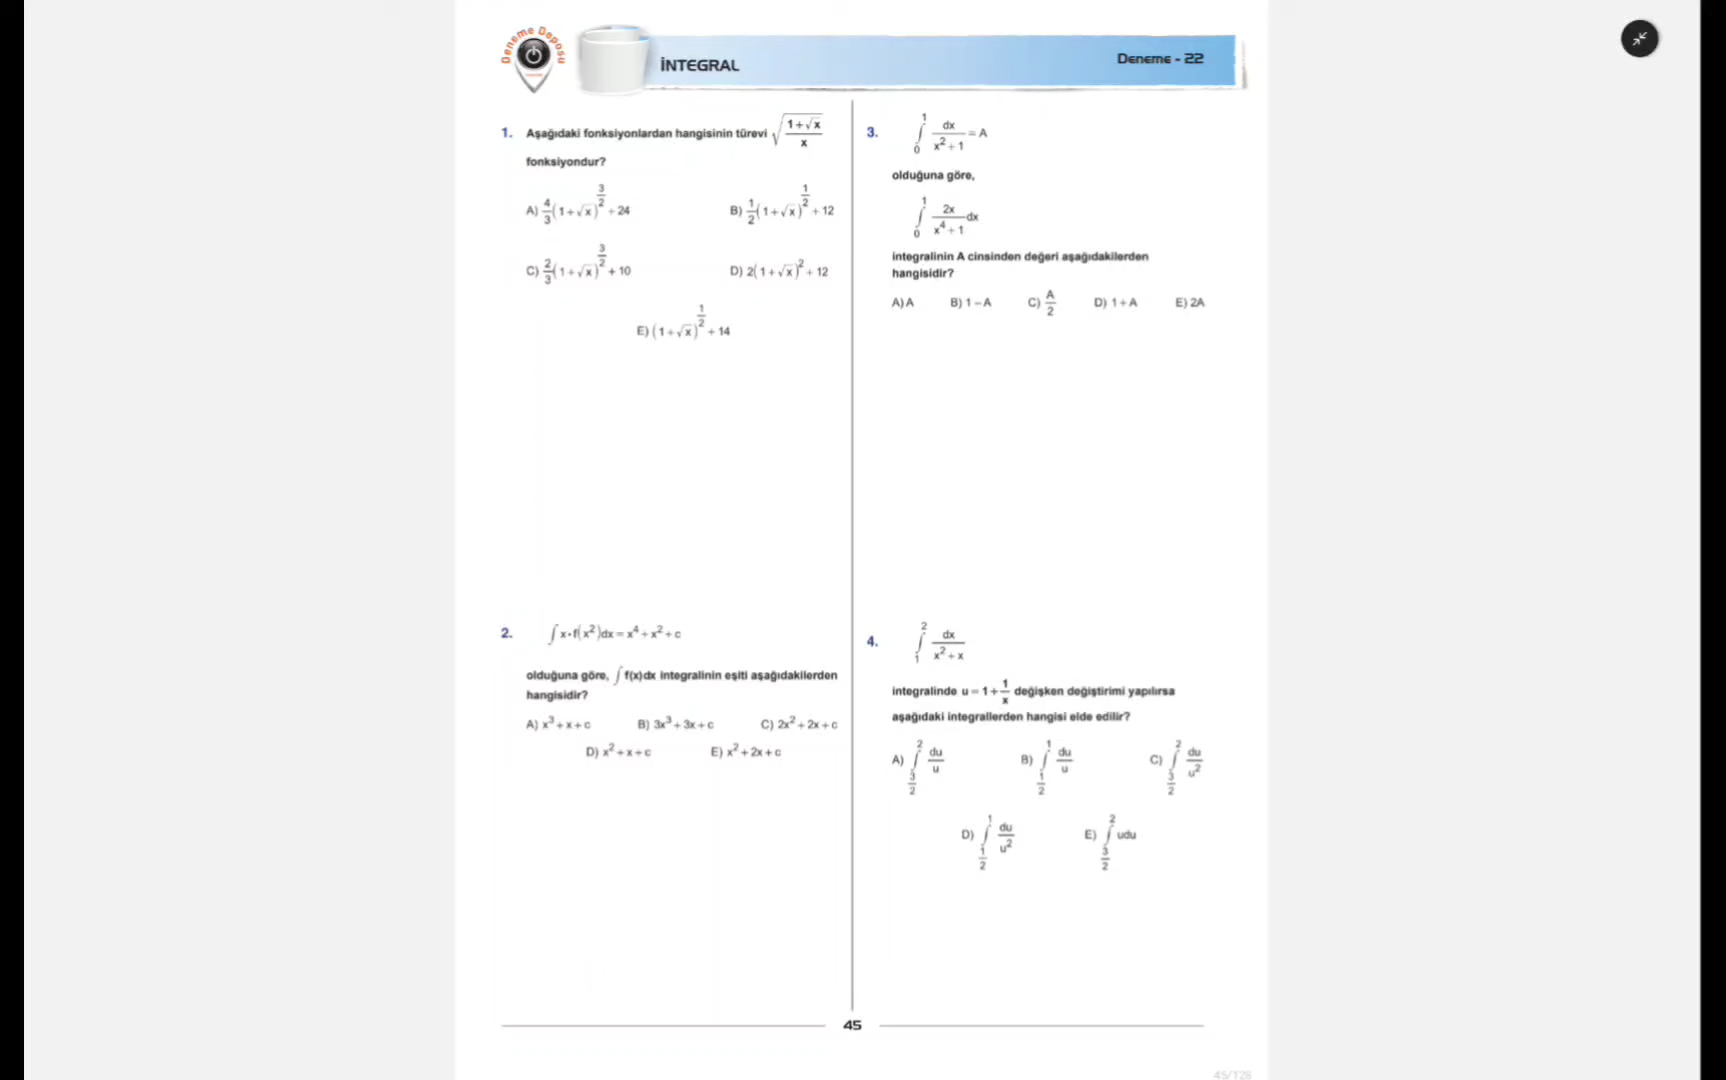 Deneme Deposu
İNTEGRAL
Deneme - 22
1. Aşağıdaki fonksiyonlardan hangisinin türevi √((1+√x)/x)
fonksiyondur?
A) 4/3(1+√x)^(3/2) + 24
B) 1/2(1+√x)^(1/2) + 12
C) 2/3(1+√x)^(3/2) + 10
D) 2(1+√x)^2 + 12
E) (1+√x)^(1/2) + 14
2. ∫x·f(x²)dx = x⁴ + x² + c
olduğuna göre, ∫f(x)dx integralinin eşiti aşağıdakilerden
hangisidir?
A) x³ + x + c
B) 3x³ + 3x + c
C) 2x² + 2x + c
D) x² + x + c
E) x² + 2x + c
3. ∫₀¹ dx/(x²+1) = A
olduğuna göre,
∫₀¹ 2x/(x⁴+1) dx
integralinin A cinsinden değeri aşağıdakilerden
hangisidir?
A) A
B) 1 – A
C) A/2
D) 1 + A
E) 2A
4. ∫₁² dx/(x²+x)
integralinde u = 1 + 1/x değişken değiştirimi yapılırsa
aşağıdaki integrallerden hangisi elde edilir?
A) ∫_(3/2)^2 du/u
B) ∫_(1/2)^1 du/u
C) ∫_(3/2)^2 du/u²
D) ∫_(1/2)^1 du/u²
E) ∫_(3/2)^2 udu
45
45/128